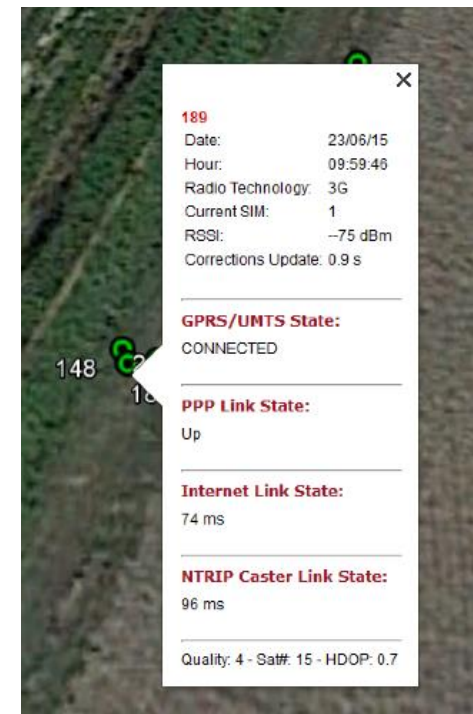 189
Date: 23/06/15
Hour: 09:59:46
Radio Technology: 3G
Current SIM: 1
RSSI: --75 dBm
Corrections Update: 0.9 s
GPRS/UMTS State:
CONNECTED
148
PPP Link State:
Up
Internet Link State:
74 ms
NTRIP Caster Link State:
96 ms
Quality: 4 - Sat#: 15 - HDOP: 0.7